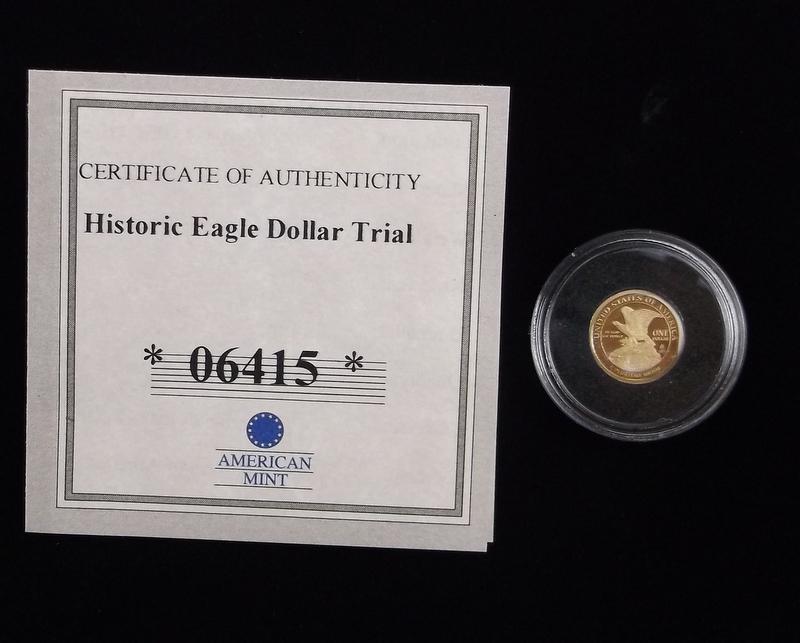 CERTIFICATE OF AUTHENTICITY
Historic Eagle Dollar Trial
* 06415 *
AMERICAN
MINT
UNITED STATES OF AMERICA
ONE